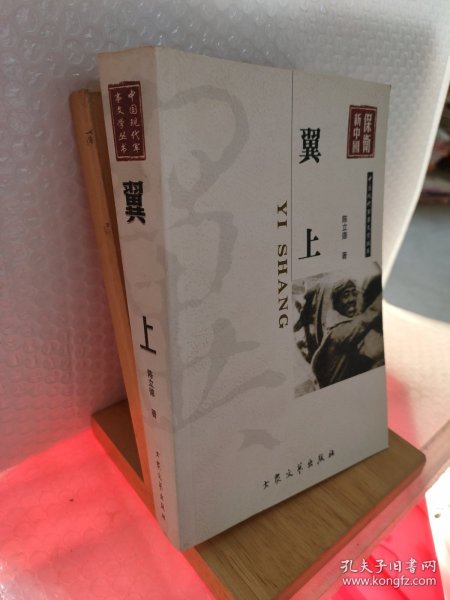 中国现代军
事文学丛书
翼上
陈立德 著
大众文艺出版社
保衛
新中國
翼上
YI SHANG
陈立德 著
大众文艺出版社
孔夫子旧书网
www.kongfz.com